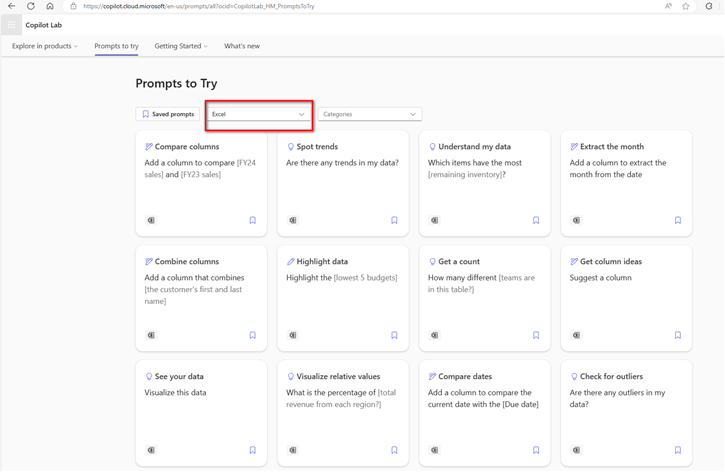 https://copilot.cloud.microsoft/en-us/prompts/all?ocid=CopilotLab_HM_PromptsToTry
Copilot Lab
Explore in products
Prompts to try
Getting Started
What's new
Prompts to Try
Saved prompts
Excel
Categories
Compare columns
Add a column to compare [FY24
sales] and [FY23 sales]
Spot trends
Are there any trends in my data?
Understand my data
Which items have the most
[remaining inventory]?
Extract the month
Add a column to extract the
month from the date
Combine columns
Add a column that combines
[the customer's first and last
name]
Highlight data
Highlight the [lowest 5 budgets]
Get a count
How many different [teams are
in this table?]
Get column ideas
Suggest a column
See your data
Visualize this data
Visualize relative values
What is the percentage of [total
revenue from each region?]
Compare dates
Add a column to compare the
current date with the [Due date]
Check for outliers
Are there any outliers in my
data?